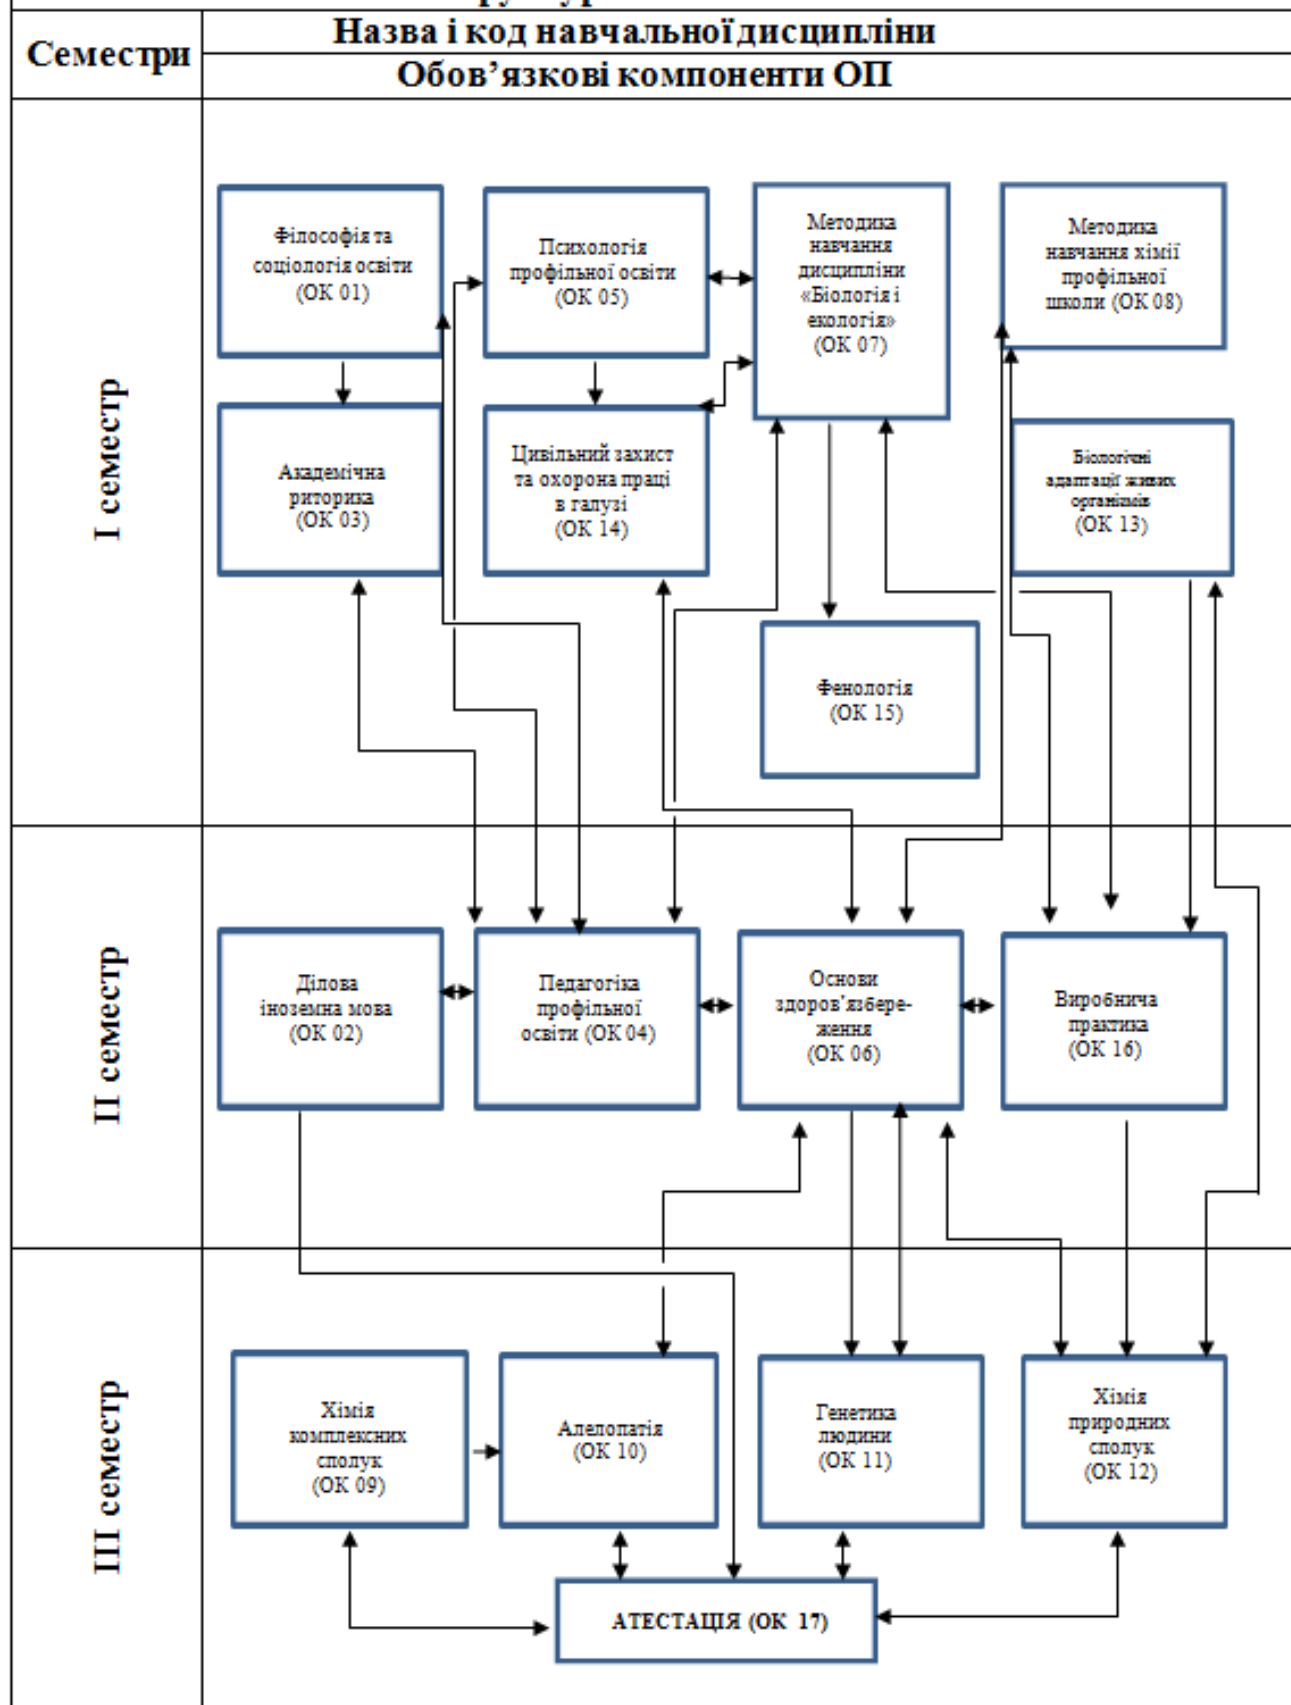 Семестри
Назва і код навчальної дисципліни
Обов’язкові компоненти ОП
І семестр
Філософія та
соціологія освіти
(ОК 01)
Психологія
профільної освіти
(ОК 05)
Методика
навчання
дисципліни
«Біологія і
екологія»
(ОК 07)
Методика
навчання хімії
профільної
школи (ОК 08)
Академічна
риторика
(ОК 03)
Цивільний захист
та охорона праці
в галузі
(ОК 14)
Біологічні
адаптації живих
організмів
(ОК 13)
Фенологія
(ОК 15)
ІІ семестр
Ділова
іноземна мова
(ОК 02)
Педагогіка
профільної
освіти (ОК 04)
Основи
здоров’язбере-
ження
(ОК 06)
Виробнича
практика
(ОК 16)
ІІІ семестр
Хімія
комплексних
сполук
(ОК 09)
Алелопатія
(ОК 10)
Генетика
людини
(ОК 11)
Хімія
природних
сполук
(ОК 12)
АТЕСТАЦІЯ (ОК 17)